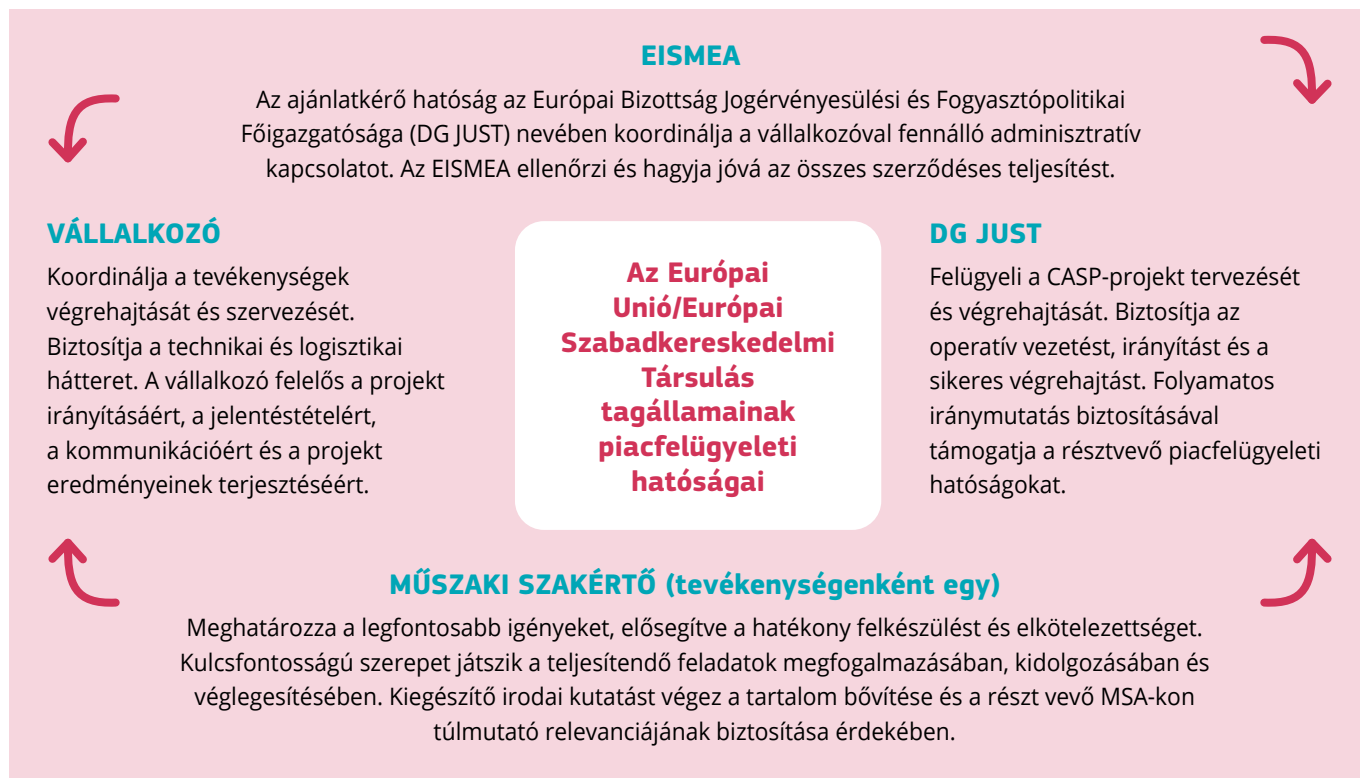 EISMEA
Az ajánlatkérő hatóság az Európai Bizottság Jogérvényesülési és Fogyasztópolitikai
Főigazgatósága (DG JUST) nevében koordinálja a vállalkozóval fennálló adminisztratív
kapcsolatot. Az EISMEA ellenőrzi és hagyja jóvá az összes szerződéses teljesítést.
VÁLLALKOZÓ
Koordinálja a tevékenységek
végrehajtását és szervezését.
Biztosítja a technikai és logisztikai
hátteret. A vállalkozó felelős a projekt
irányításáért, a jelentéstételért,
a kommunikációért és a projekt
eredményeinek terjesztéséért.
Az Európai
Unió/Európai
Szabadkereskedelmi
Társulás
tagállamainak
piacfelügyeleti
hatóságai
DG JUST
Felügyeli a CASP-projekt tervezését
és végrehajtását. Biztosítja az
operatív vezetést, irányítást és a
sikeres végrehajtást. Folyamatos
iránymutatás biztosításával
támogatja a résztvevő piacfelügyeleti
hatóságokat.
MŰSZAKI SZAKÉRTŐ (tevékenységenként egy)
Meghatározza a legfontosabb igényeket, elősegítve a hatékony felkészülést és elkötelezettséget.
Kulcsfontosságú szerepet játszik a teljesítendő feladatok megfogalmazásában, kidolgozásában és
véglegesítésében. Kiegészítő irodai kutatást végez a tartalom bővítése és a részt vevő MSA-kon
túlmutató relevanciájának biztosítása érdekében.